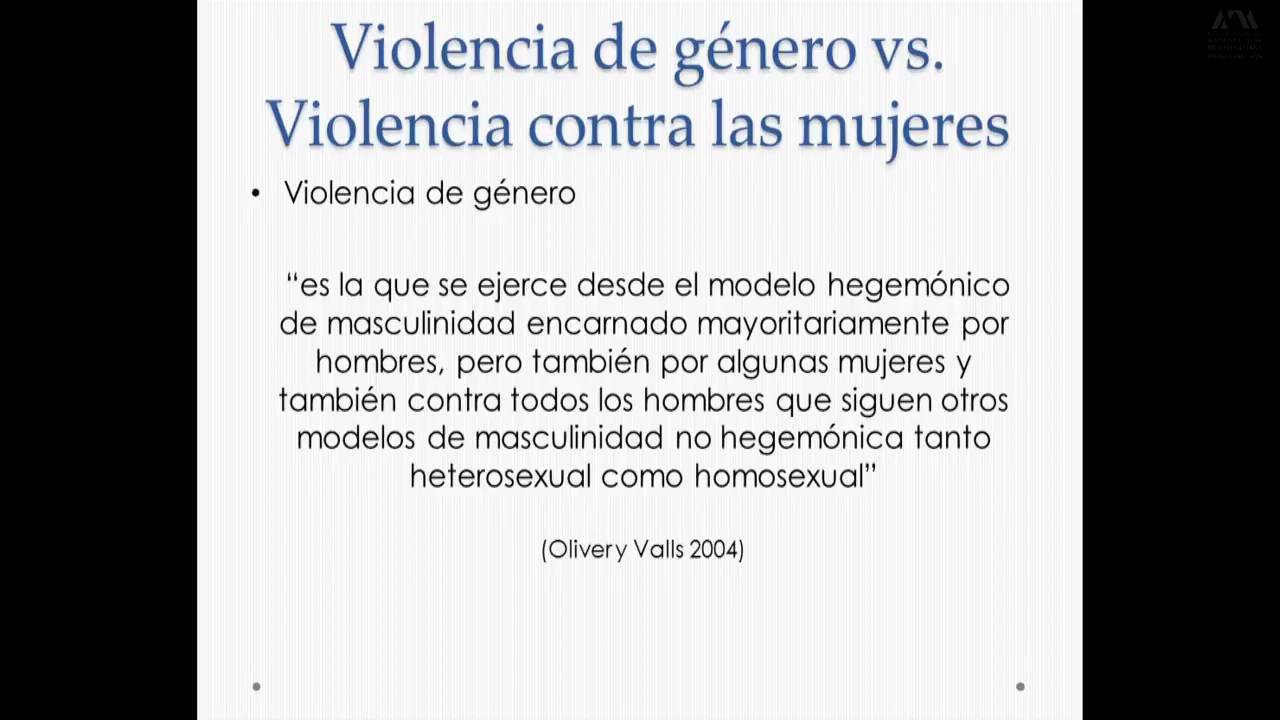 Violencia de género vs.
Violencia contra las mujeres
• Violencia de género
“es la que se ejerce desde el modelo hegemónico
de masculinidad encarnado mayoritariamente por
hombres, pero también por algunas mujeres y
también contra todos los hombres que siguen otros
modelos de masculinidad no hegemónica tanto
heterosexual como homosexual”
(Oliver y Valls 2004)